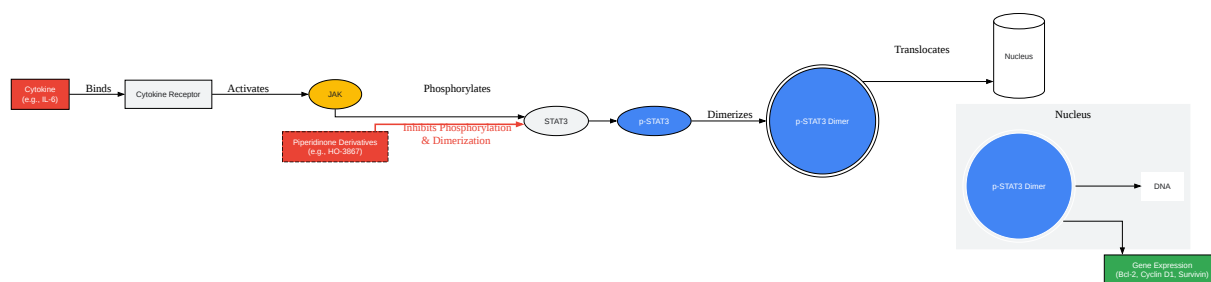 Cytokine
(e.g., IL-6)
Binds
Cytokine Receptor
Activates
JAK
Phosphorylates
Piperidinone Derivatives
(e.g., HO-3867)
Inhibits Phosphorylation
& Dimerization
STAT3
p-STAT3
Dimerizes
p-STAT3 Dimer
Translocates
Nucleus
Nucleus
p-STAT3 Dimer
DNA
Gene Expression
(Bcl-2, Cyclin D1, Survivin)